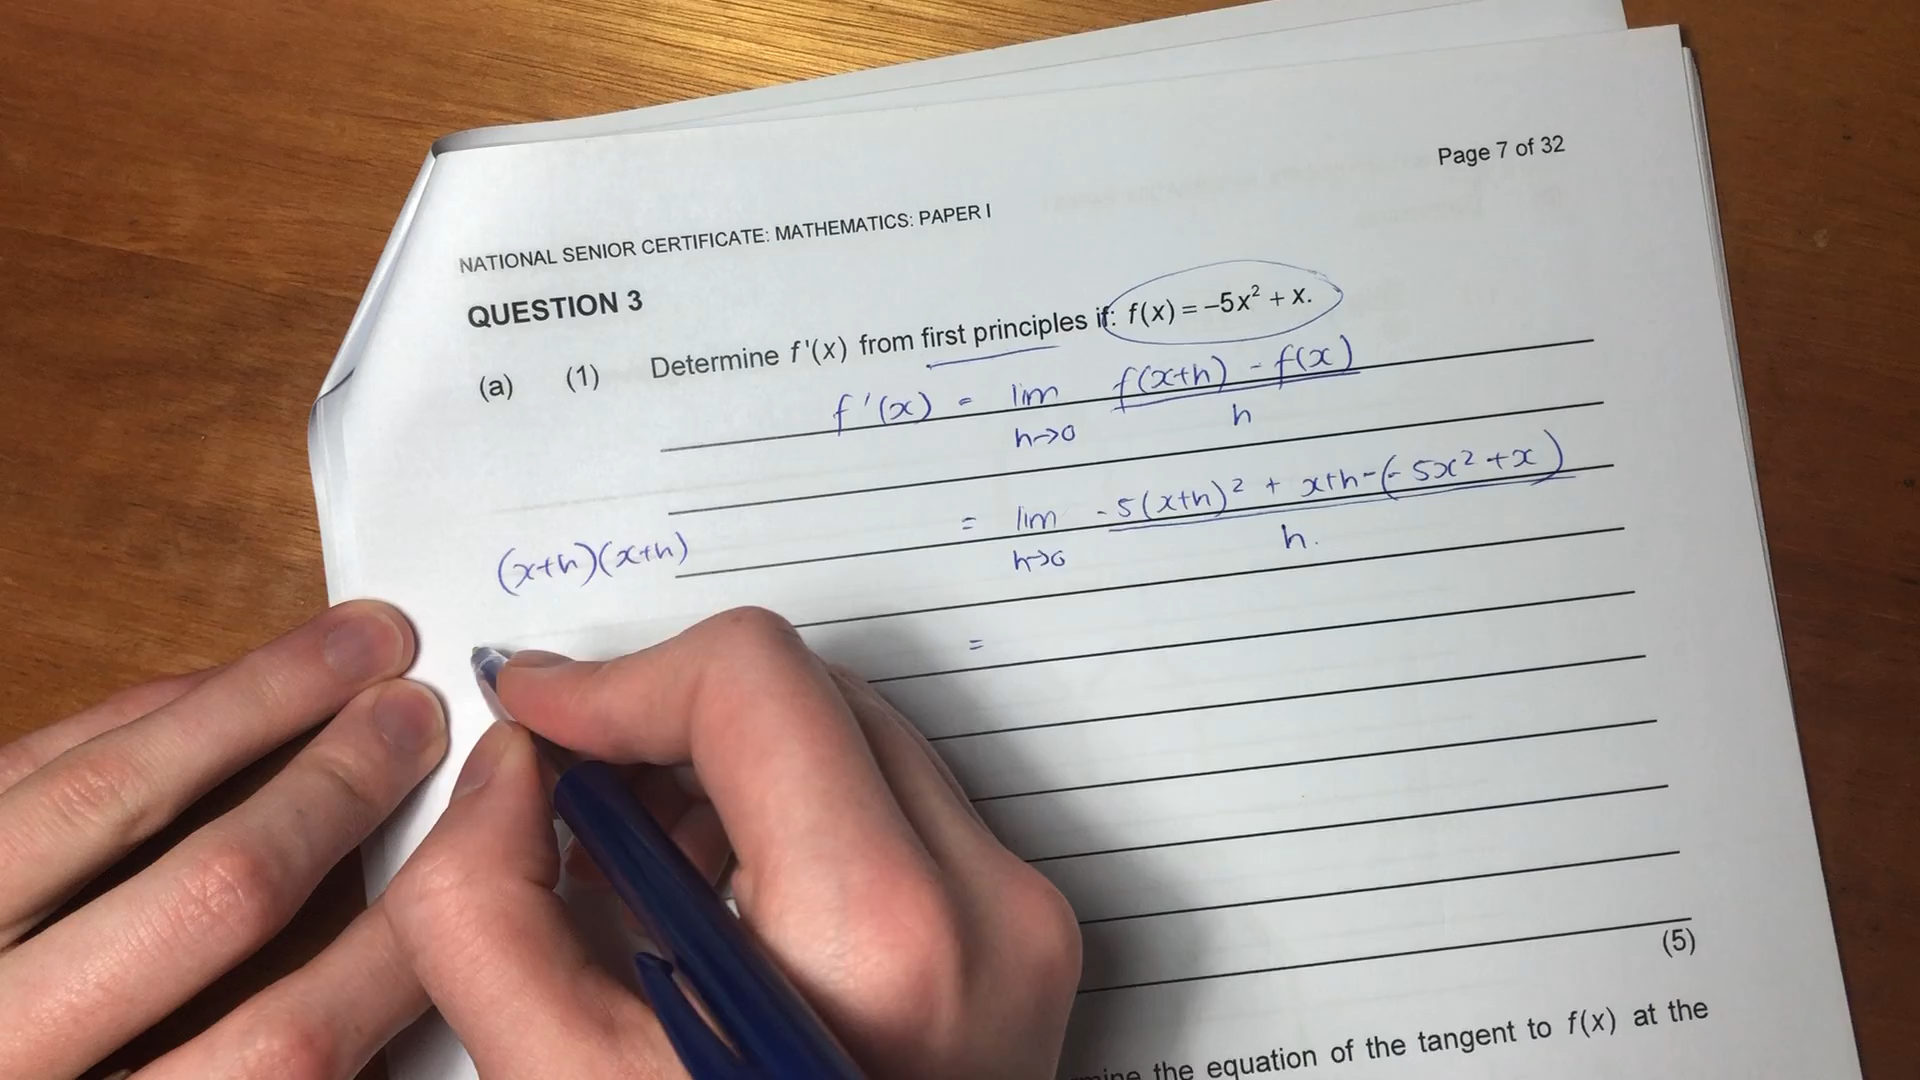 Page 7 of 32
NATIONAL SENIOR CERTIFICATE: MATHEMATICS: PAPER I
QUESTION 3
(a) (1) Determine f'(x) from first principles if: f(x) = –5x² + x.
f'(x) = lim h→0 f(x+h) - f(x) / h
= lim h→0 -5(x+h)² + x+h-(-5x²+x) / h.
(x+h)(x+h)
=
(5)
the equation of the tangent to f(x) at the